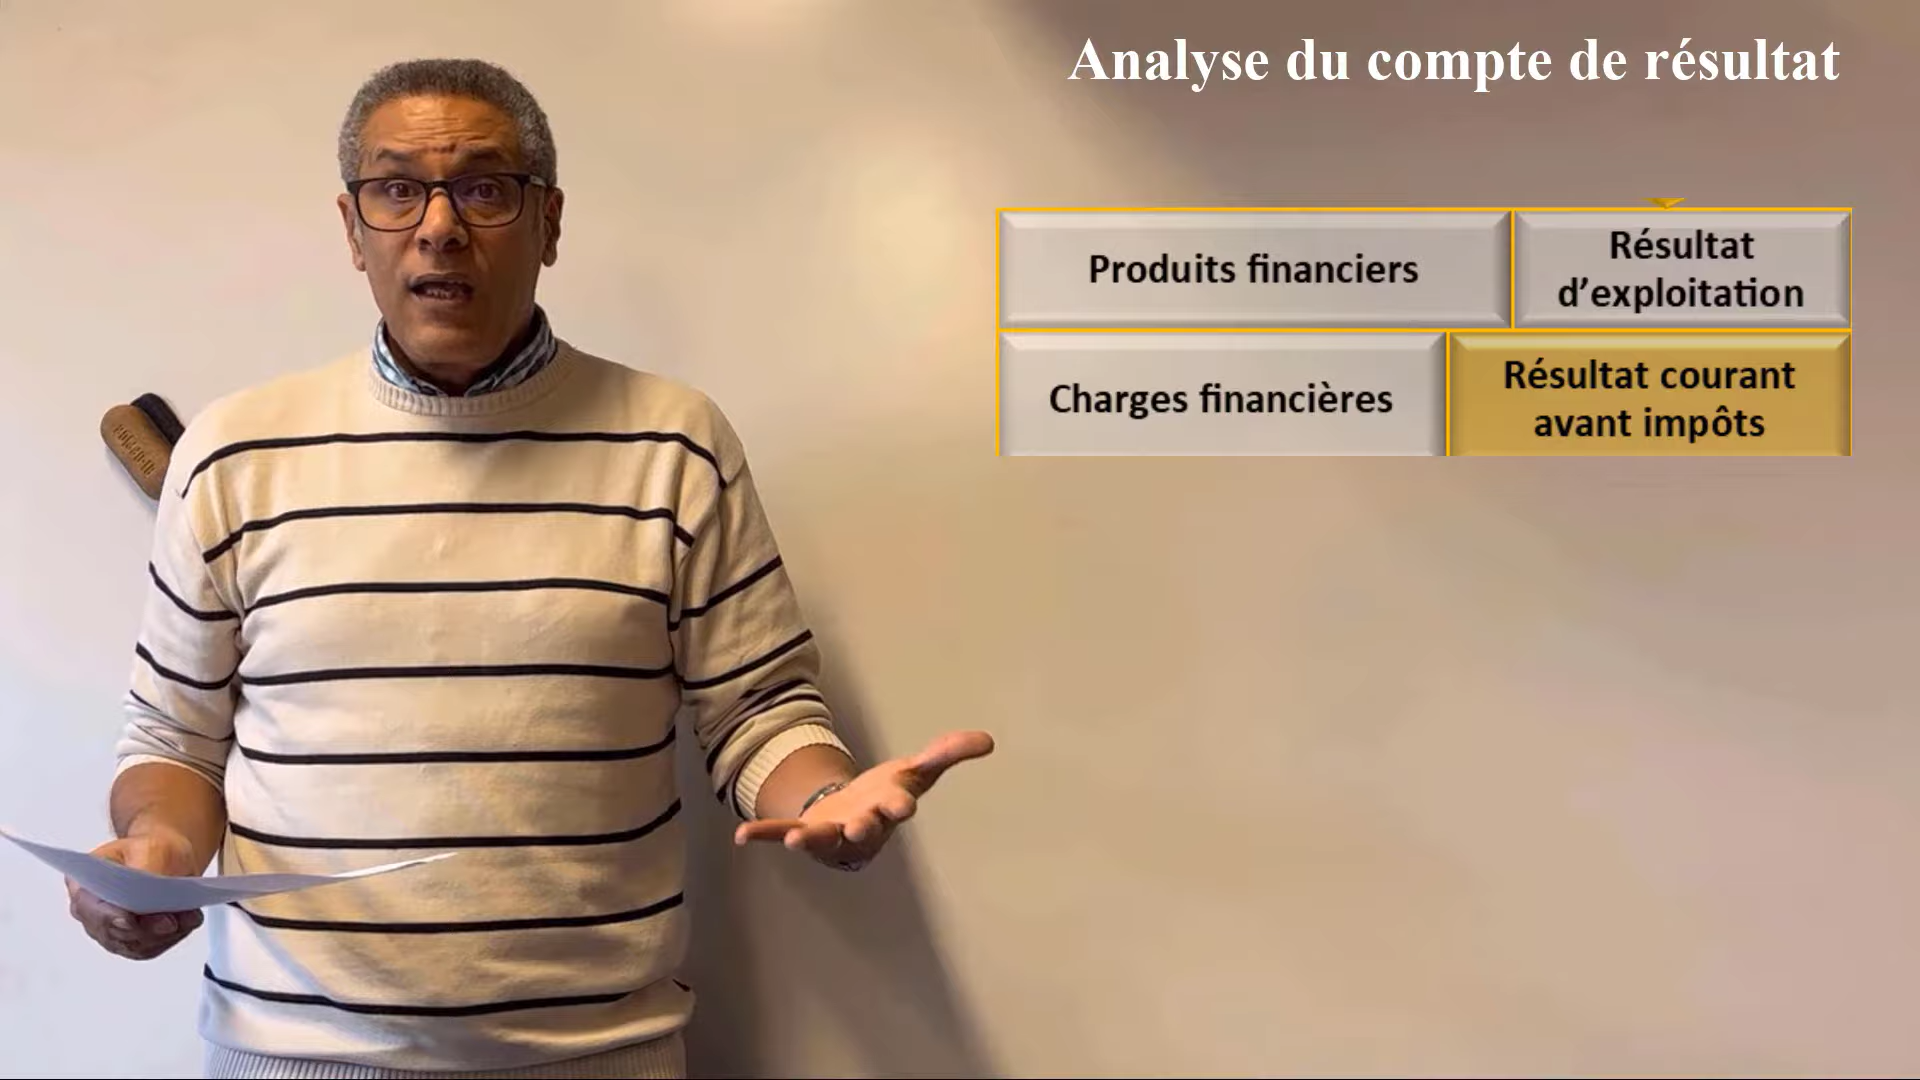 Analyse du compte de résultat
Produits financiers
Résultat
d'exploitation
Charges financières
Résultat courant
avant impôts